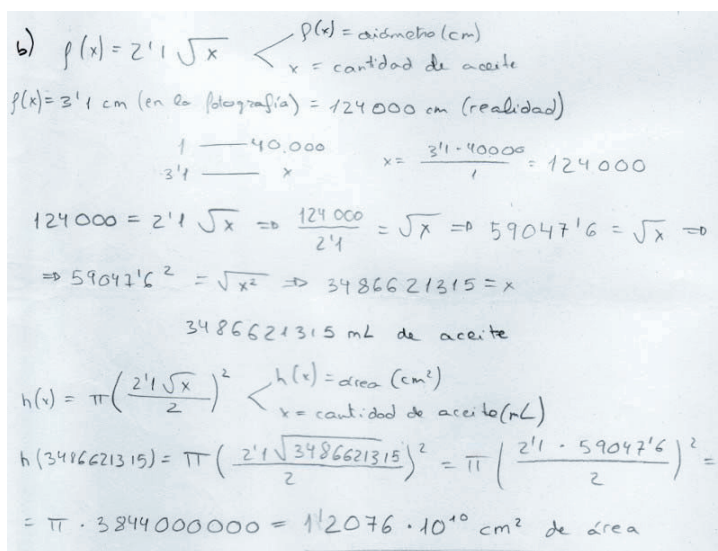 b) f(x) = 2'1 √x < f(x) = diámetro (cm)
x = cantidad de aceite
f(x) = 3'1 cm (en la fotografía) = 124000 cm (realidad)
1 —— 40.000
3'1 —— x x = 3'1 · 40000 / 1 = 124000
124000 = 2'1 √x ⇒ 124000 / 2'1 = √x ⇒ 59047'6 = √x ⇒
⇒ 59047'6² = √x² ⇒ 3486621315 = x
3486621315 mL de aceite
h(x) = π(2'1 √x / 2)² < h(x) = área (cm²)
x = cantidad de aceite (mL)
h(3486621315) = π(2'1 √3486621315 / 2)² = π(2'1 · 59047'6 / 2)² =
= π · 3844000000 = 1'2076 · 10¹⁰ cm² de área